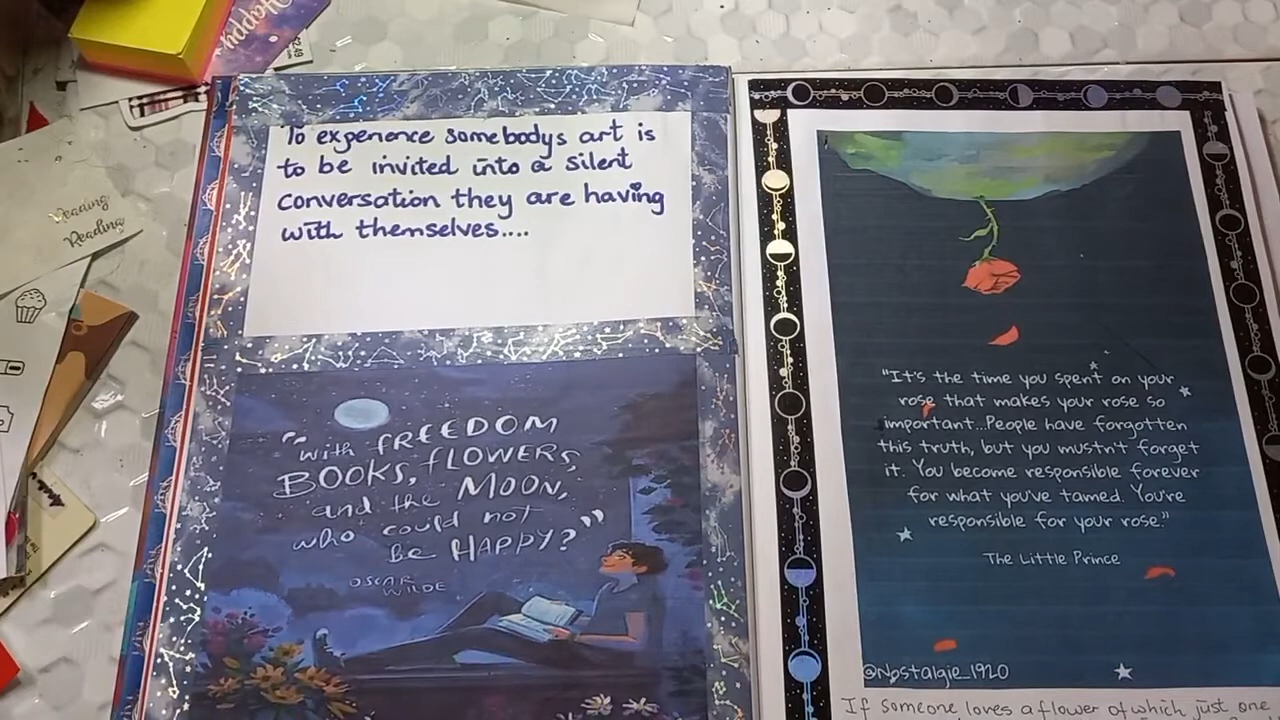 Happy
$2.49
Reading
Reading
To experience somebodys art is
to be invited into a silent
conversation they are having
with themselves....
"with FREEDOM
BOOKS, fLOWERS,
and the MOON,
who could not
Be HAPPY?"
OSCAR
WILDE
"It's the time you spent on your
rose that makes your rose so
important...People have forgotten
this truth, but you mustn't forget
it. You become responsible forever
for what you've tamed. You're
responsible for your rose."
The Little Prince
@Nostalgie_1920
If someone loves a flower of which just one